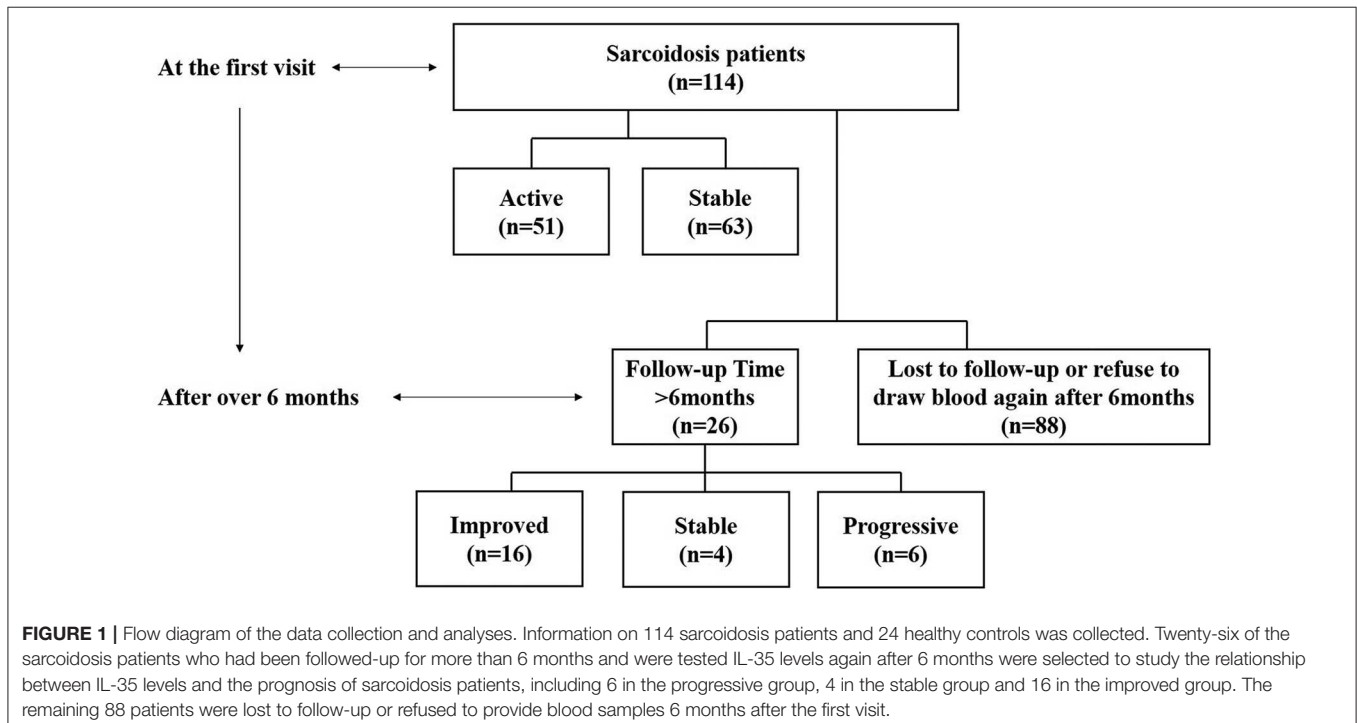 At the first visit
Sarcoidosis patients
(n=114)
Active
(n=51)
Stable
(n=63)
After over 6 months
Follow-up Time
>6months
(n=26)
Lost to follow-up or refuse to
draw blood again after 6months
(n=88)
Improved
(n=16)
Stable
(n=4)
Progressive
(n=6)
FIGURE 1 | Flow diagram of the data collection and analyses. Information on 114 sarcoidosis patients and 24 healthy controls was collected. Twenty-six of the
sarcoidosis patients who had been followed-up for more than 6 months and were tested IL-35 levels again after 6 months were selected to study the relationship
between IL-35 levels and the prognosis of sarcoidosis patients, including 6 in the progressive group, 4 in the stable group and 16 in the improved group. The
remaining 88 patients were lost to follow-up or refused to provide blood samples 6 months after the first visit.